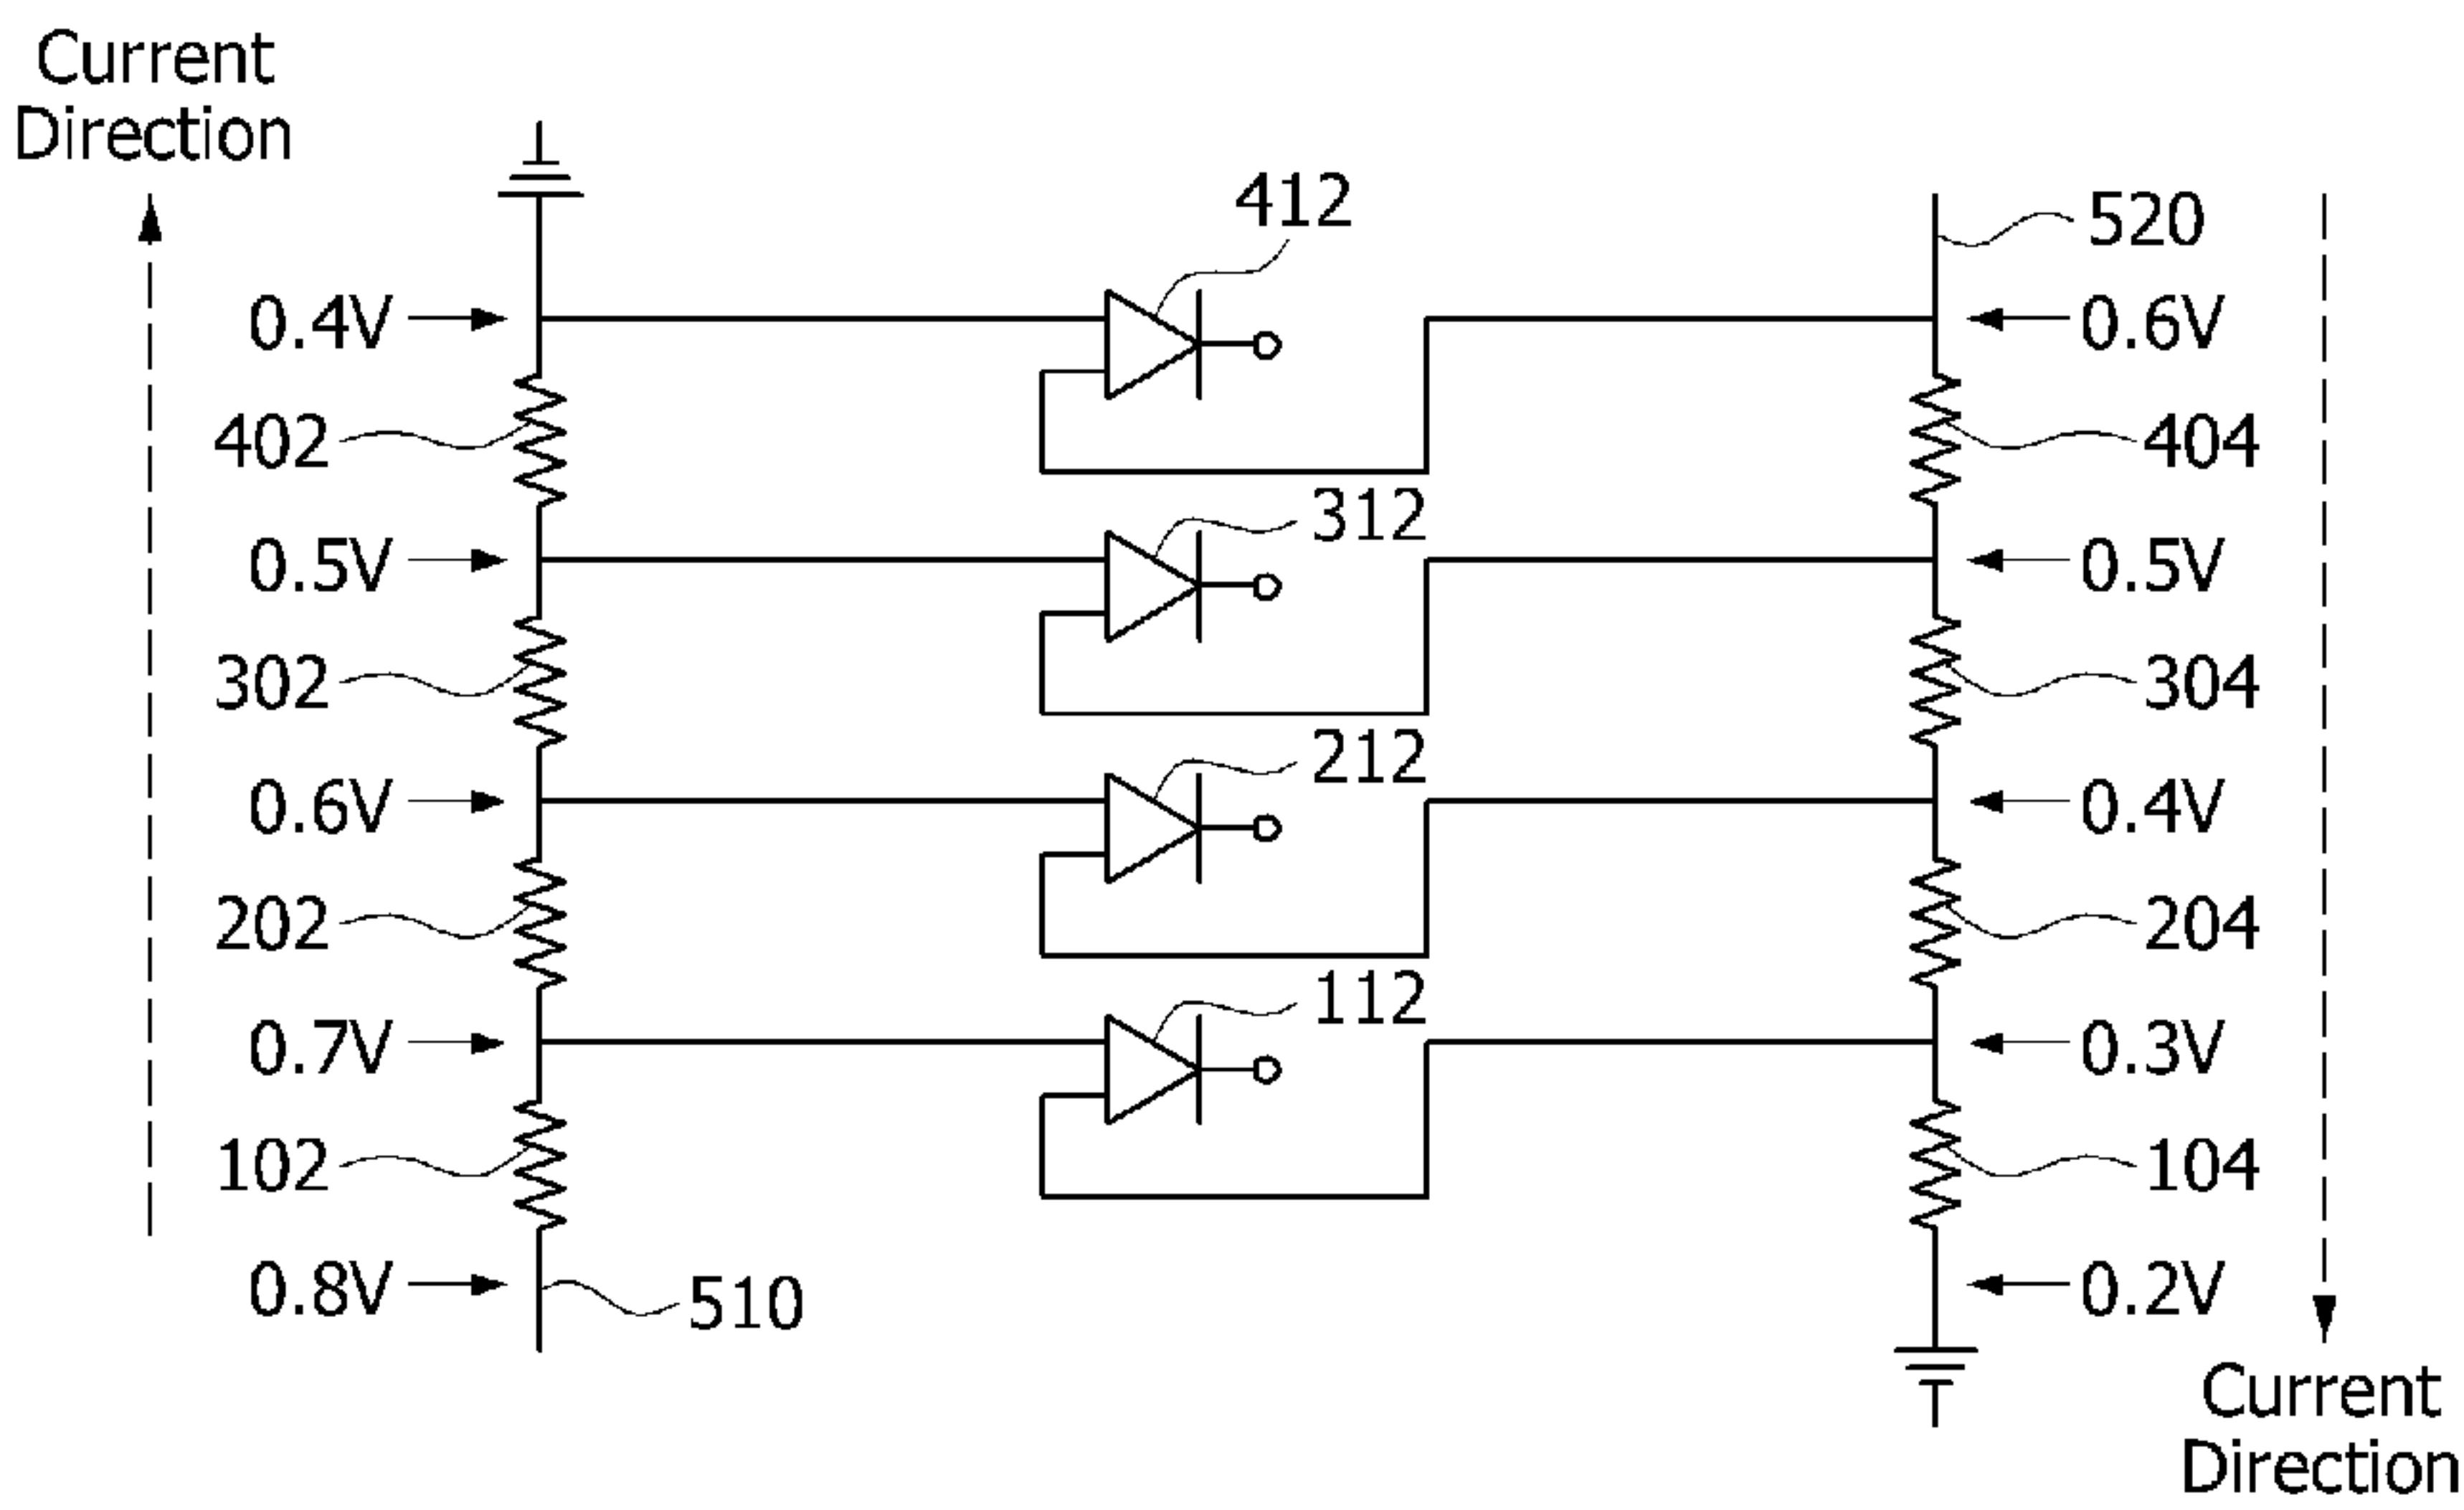 Current
Direction
412
520
0.4V
0.6V
402
404
312
0.5V
0.5V
302
304
212
0.6V
0.4V
202
204
112
0.7V
0.3V
102
104
0.8V
510
0.2V
Current
Direction